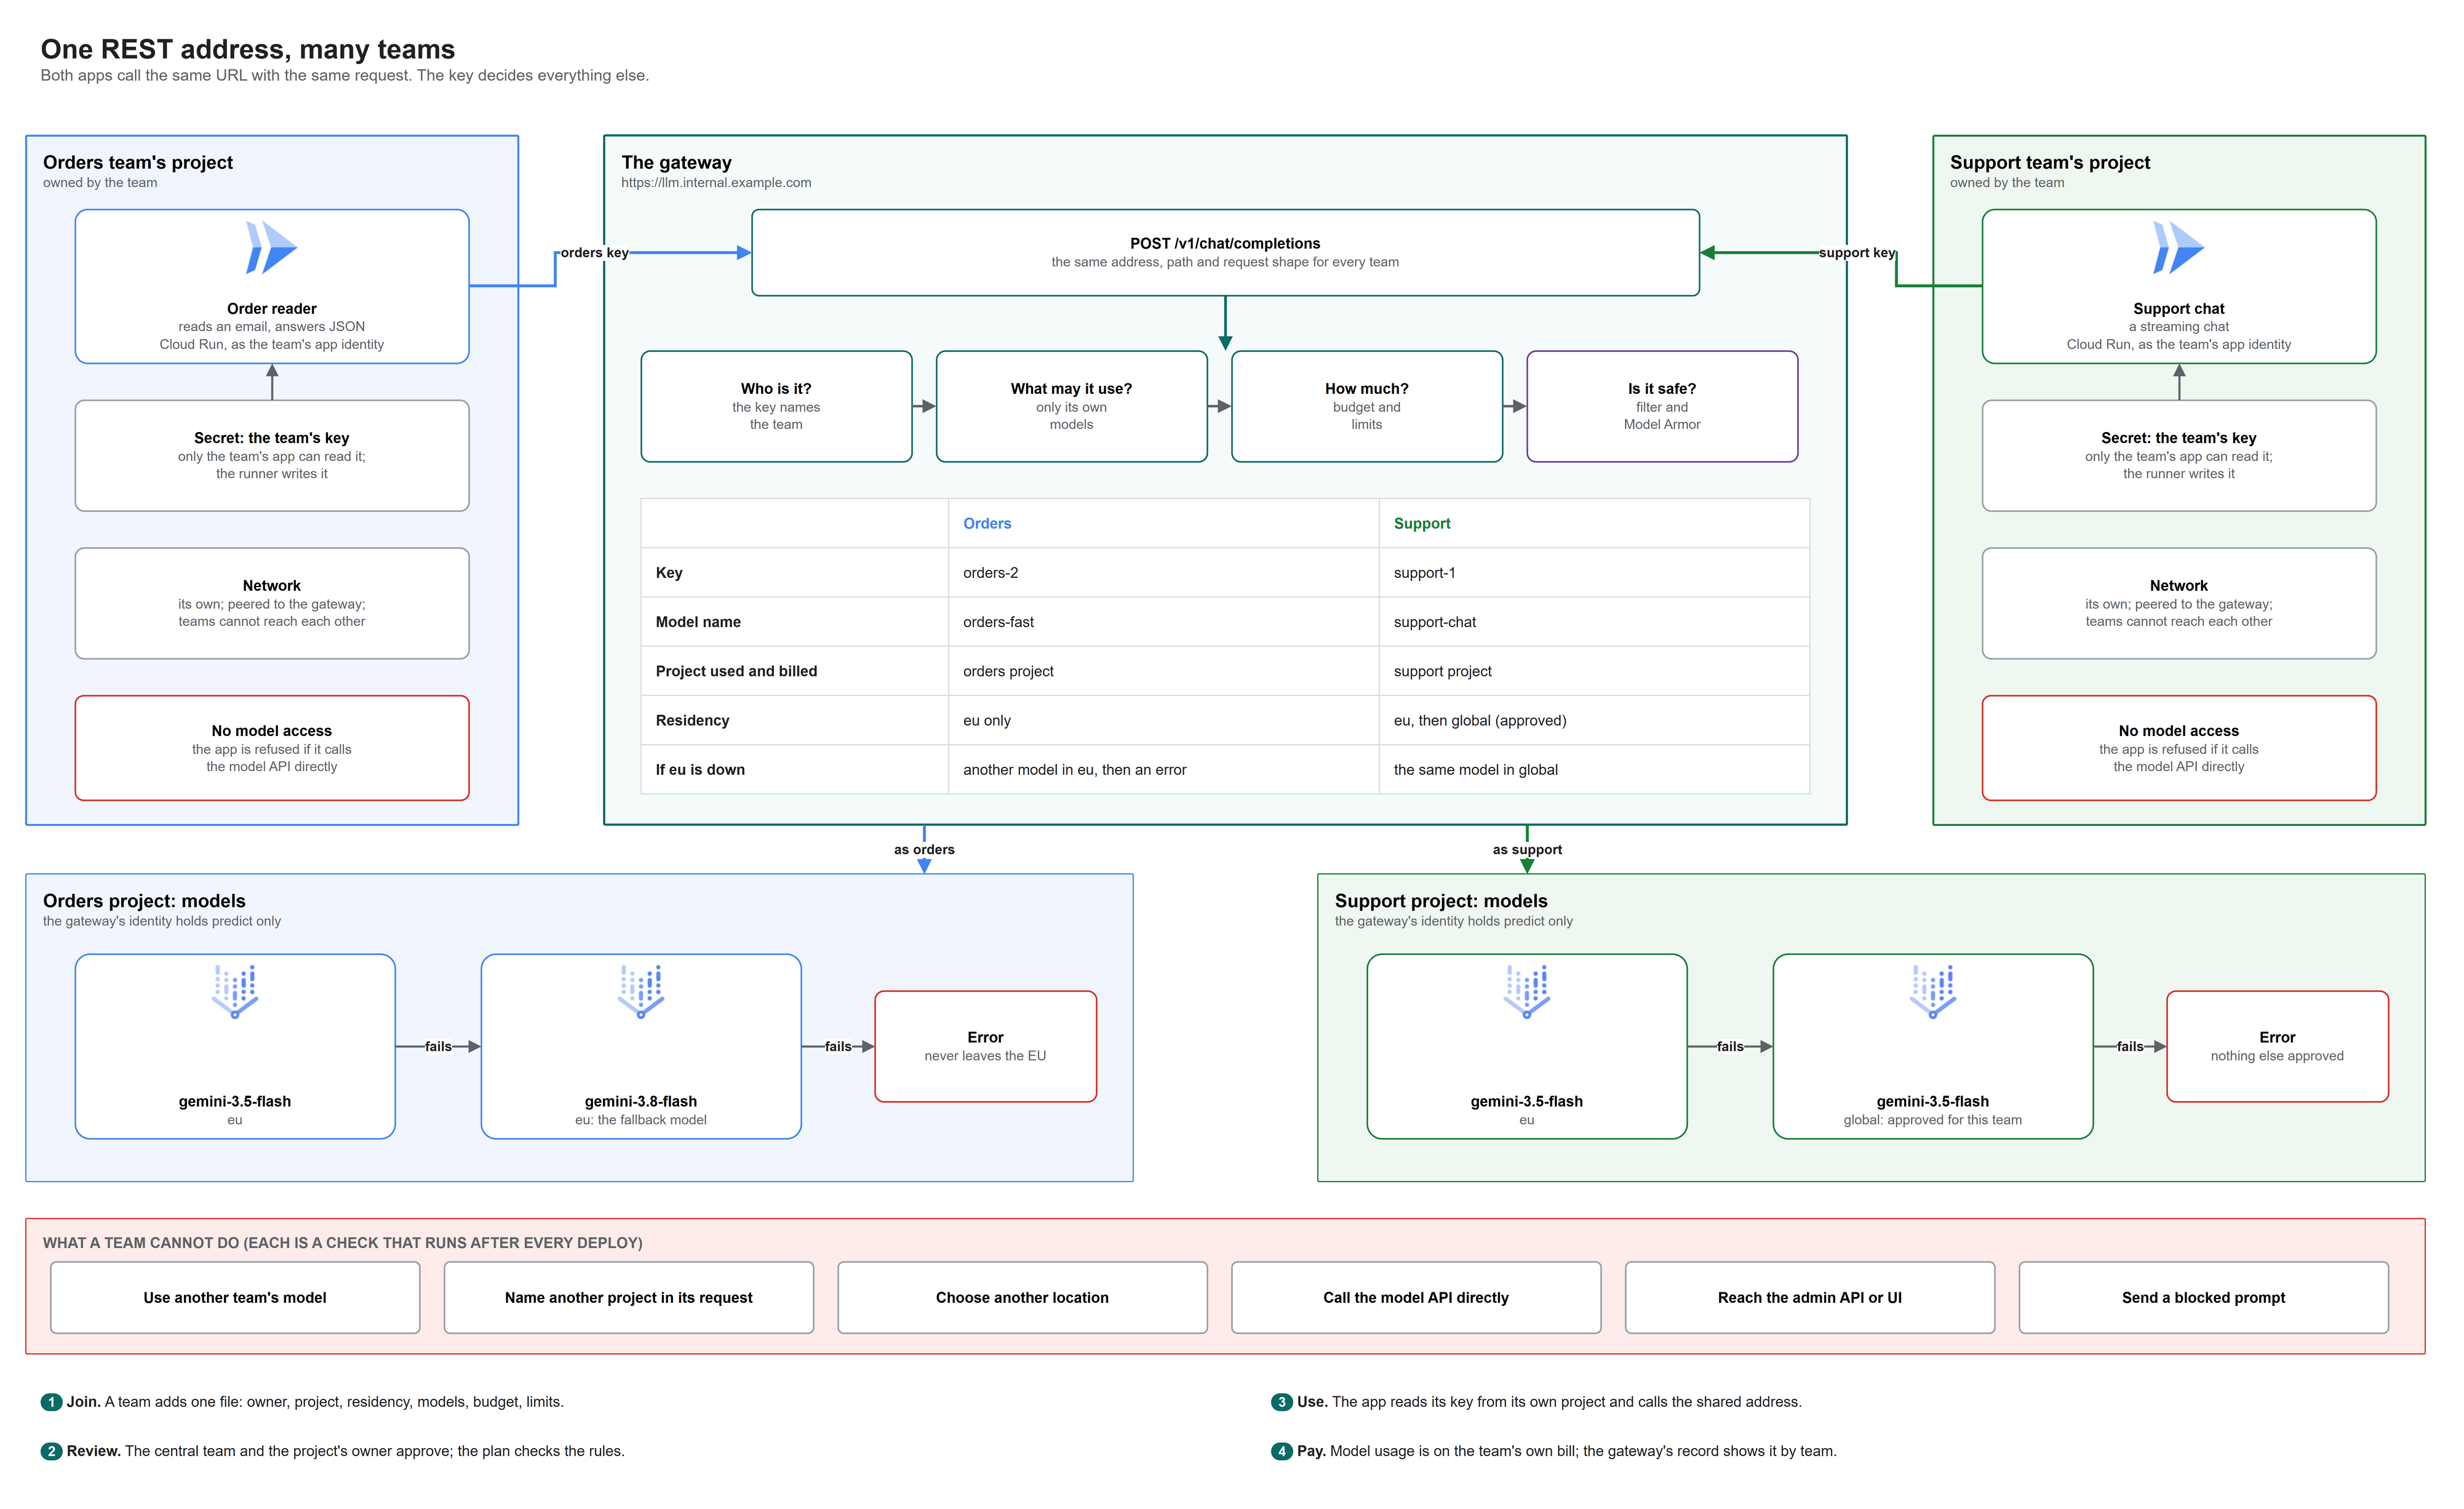 One REST address, many teams
Both apps call the same URL with the same request. The key decides everything else.
Orders team's project
owned by the team
Order reader
reads an email, answers JSON
Cloud Run, as the team's app identity
Secret: the team's key
only the team's app can read it;
the runner writes it
Network
its own; peered to the gateway;
teams cannot reach each other
No model access
the app is refused if it calls
the model API directly
orders key
The gateway
https://llm.internal.example.com
POST /v1/chat/completions
the same address, path and request shape for every team
Who is it?
the key names
the team
What may it use?
only its own
models
How much?
budget and
limits
Is it safe?
filter and
Model Armor
Orders
Support
Key
orders-2
support-1
Model name
orders-fast
support-chat
Project used and billed
orders project
support project
Residency
eu only
eu, then global (approved)
If eu is down
another model in eu, then an error
the same model in global
support key
Support team's project
owned by the team
Support chat
a streaming chat
Cloud Run, as the team's app identity
Secret: the team's key
only the team's app can read it;
the runner writes it
Network
its own; peered to the gateway;
teams cannot reach each other
No model access
the app is refused if it calls
the model API directly
as orders
as support
Orders project: models
the gateway's identity holds predict only
gemini-3.5-flash
eu
fails
gemini-3.8-flash
eu: the fallback model
fails
Error
never leaves the EU
Support project: models
the gateway's identity holds predict only
gemini-3.5-flash
eu
fails
gemini-3.5-flash
global: approved for this team
fails
Error
nothing else approved
WHAT A TEAM CANNOT DO (EACH IS A CHECK THAT RUNS AFTER EVERY DEPLOY)
Use another team's model
Name another project in its request
Choose another location
Call the model API directly
Reach the admin API or UI
Send a blocked prompt
1 Join. A team adds one file: owner, project, residency, models, budget, limits.
2 Review. The central team and the project's owner approve; the plan checks the rules.
3 Use. The app reads its key from its own project and calls the shared address.
4 Pay. Model usage is on the team's own bill; the gateway's record shows it by team.